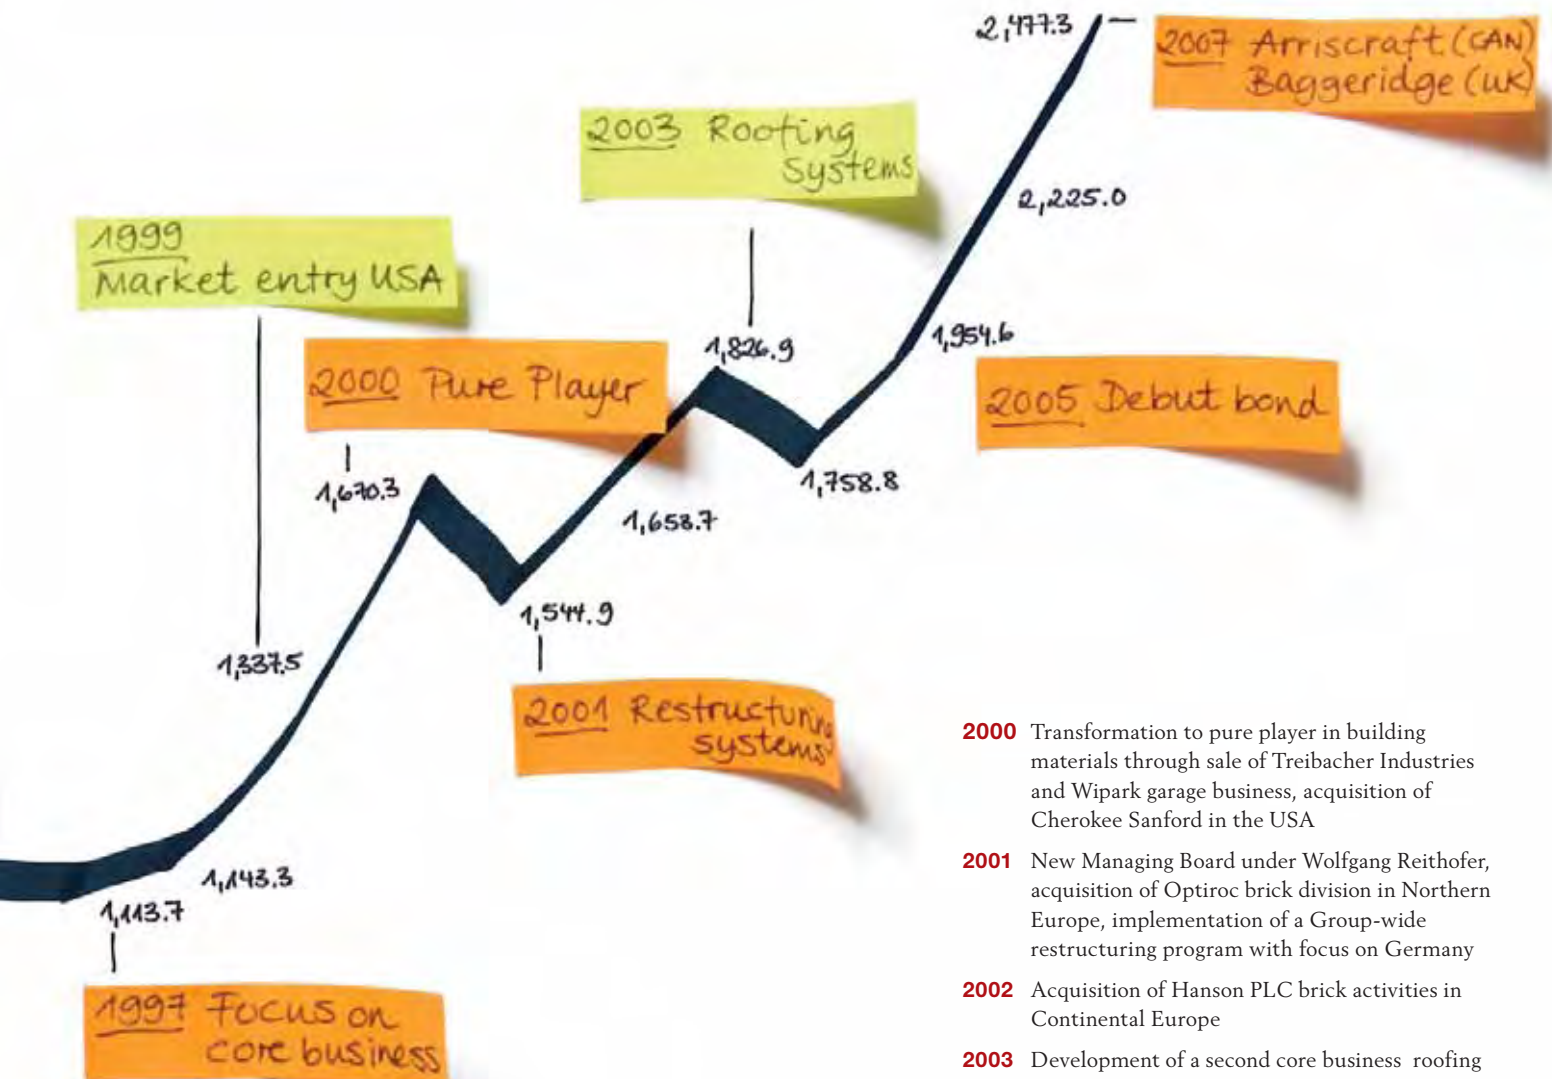 2,477.3
2007 Arriscraft (CAN)
Baggeridge (UK)
2003 Roofing
systems
2,225.0
1999
Market entry USA
1,826.9
1,954.6
2000 Pure Player
2005 Debut bond
1,670.3
1,758.8
1,653.7
1,544.9
1,337.5
2001 Restructuring
systems
1,143.3
1,113.7
1997 Focus on
core business
2000 Transformation to pure player in building
materials through sale of Treibacher Industries
and Wipark garage business, acquisition of
Cherokee Sanford in the USA
2001 New Managing Board under Wolfgang Reithofer,
acquisition of Optiroc brick division in Northern
Europe, implementation of a Group-wide
restructuring program with focus on Germany
2002 Acquisition of Hanson PLC brick activities in
Continental Europe
2003 Development of a second core business roofing